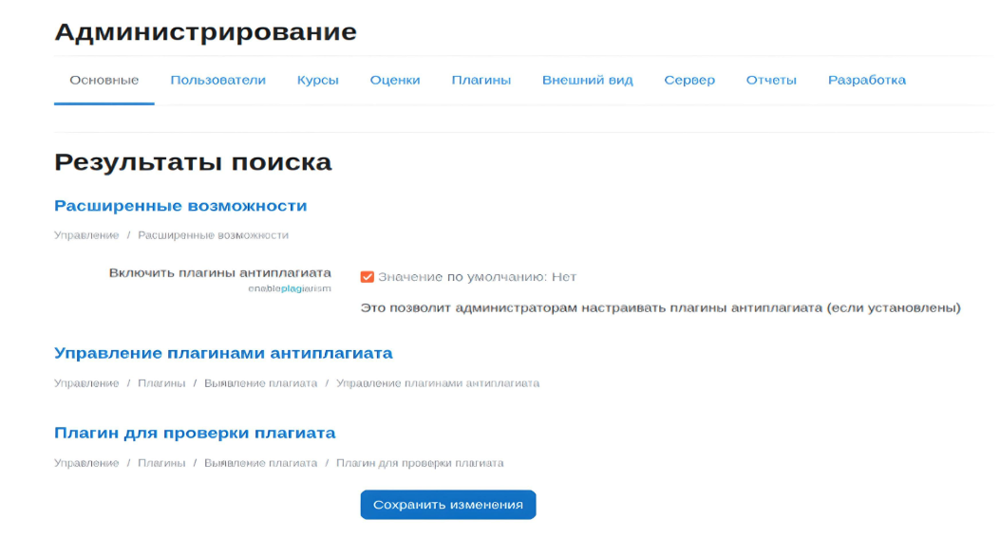 Администрирование
Основные Пользователи Курсы Оценки Плагины Внешний вид Сервер Отчеты Разработка
Результаты поиска
Расширенные возможности
Управление / Расширенные возможности
Включить плагины антиплагиата
enableplagiarism
Значение по умолчанию: Нет
Это позволит администраторам настраивать плагины антиплагиата (если установлены)
Управление плагинами антиплагиата
Управление / Плагины / Выявление плагиата / Управление плагинами антиплагиата
Плагин для проверки плагиата
Управление / Плагины / Выявление плагиата / Плагин для проверки плагиата
Сохранить изменения